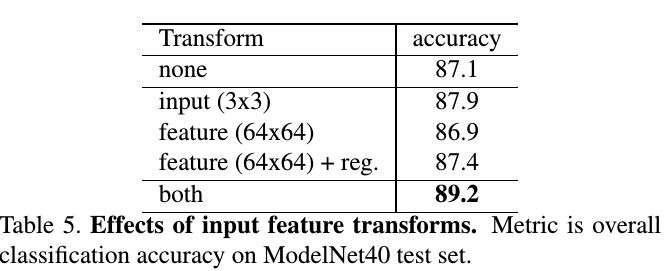 Transform accuracy
none 87.1
input (3x3) 87.9
feature (64x64) 86.9
feature (64x64) + reg. 87.4
both 89.2
Table 5. Effects of input feature transforms. Metric is overall
classification accuracy on ModelNet40 test set.